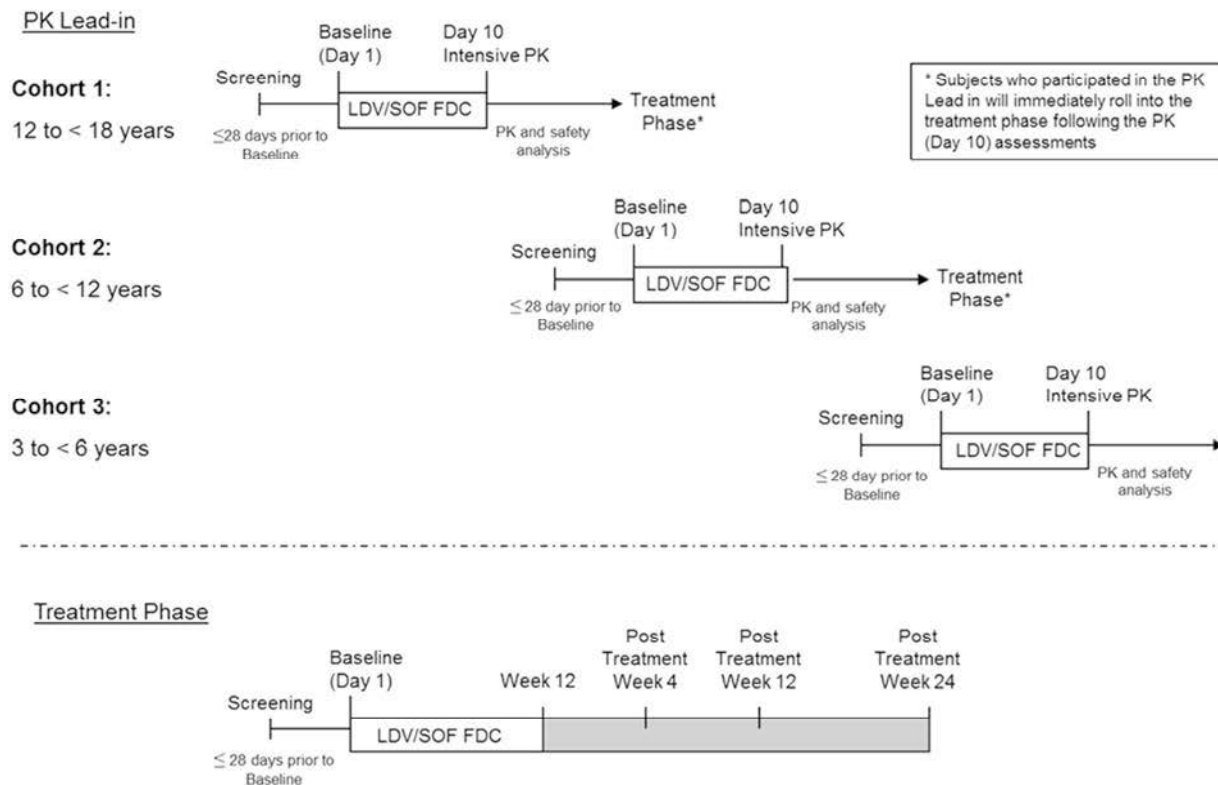 PK Lead-in
Cohort 1:
12 to < 18 years
Screening
≤28 days prior to
Baseline
Baseline
(Day 1)
LDV/SOF FDC
Day 10
Intensive PK
PK and safety
analysis
Treatment
Phase*
* Subjects who participated in the PK
Lead in will immediately roll into the
treatment phase following the PK
(Day 10) assessments
Cohort 2:
6 to < 12 years
Screening
≤ 28 day prior to
Baseline
Baseline
(Day 1)
LDV/SOF FDC
Day 10
Intensive PK
PK and safety
analysis
Treatment
Phase*
Cohort 3:
3 to < 6 years
Screening
≤ 28 day prior to
Baseline
Baseline
(Day 1)
LDV/SOF FDC
Day 10
Intensive PK
PK and safety
analysis
Treatment Phase
Screening
≤ 28 days prior to
Baseline
Baseline
(Day 1)
LDV/SOF FDC
Week 12
Post
Treatment
Week 4
Post
Treatment
Week 12
Post
Treatment
Week 24